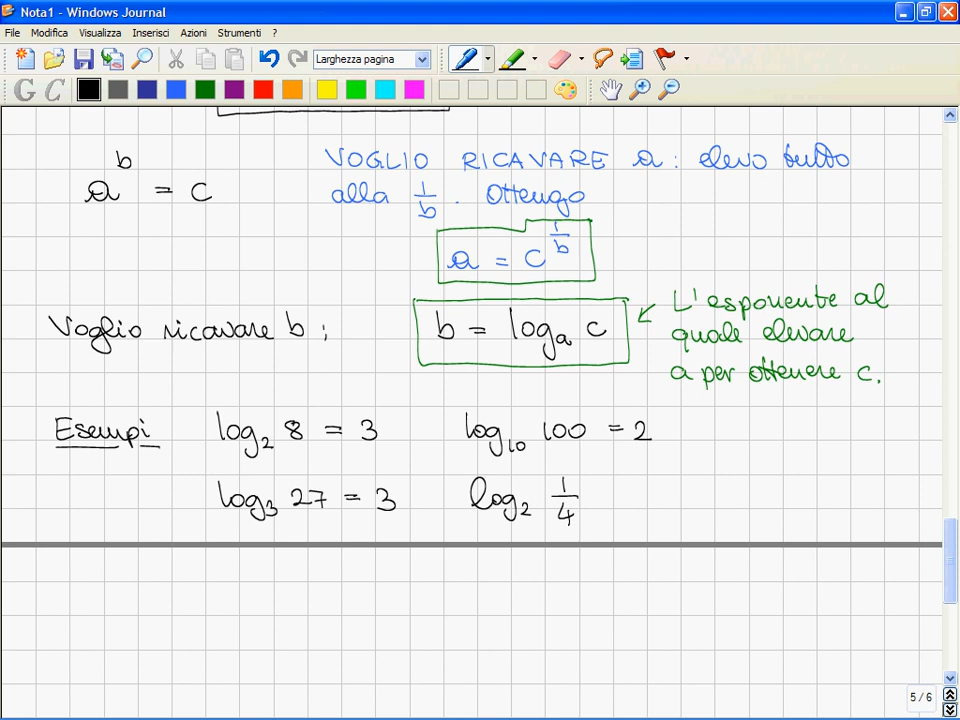 Nota1 - Windows Journal
File Modifica Visualizza Inserisci Azioni Strumenti ?
Larghezza pagina
a^b = c
VOGLIO RICAVARE a: elevo tutto
alla 1/b. Ottengo
a = c^(1/b)
Voglio ricavare b:
b = log_a c
L'esponente al
quale elevare
a per ottenere c.
Esempi log_2 8 = 3 log_10 100 = 2
log_3 27 = 3 log_2 1/4
5 / 6